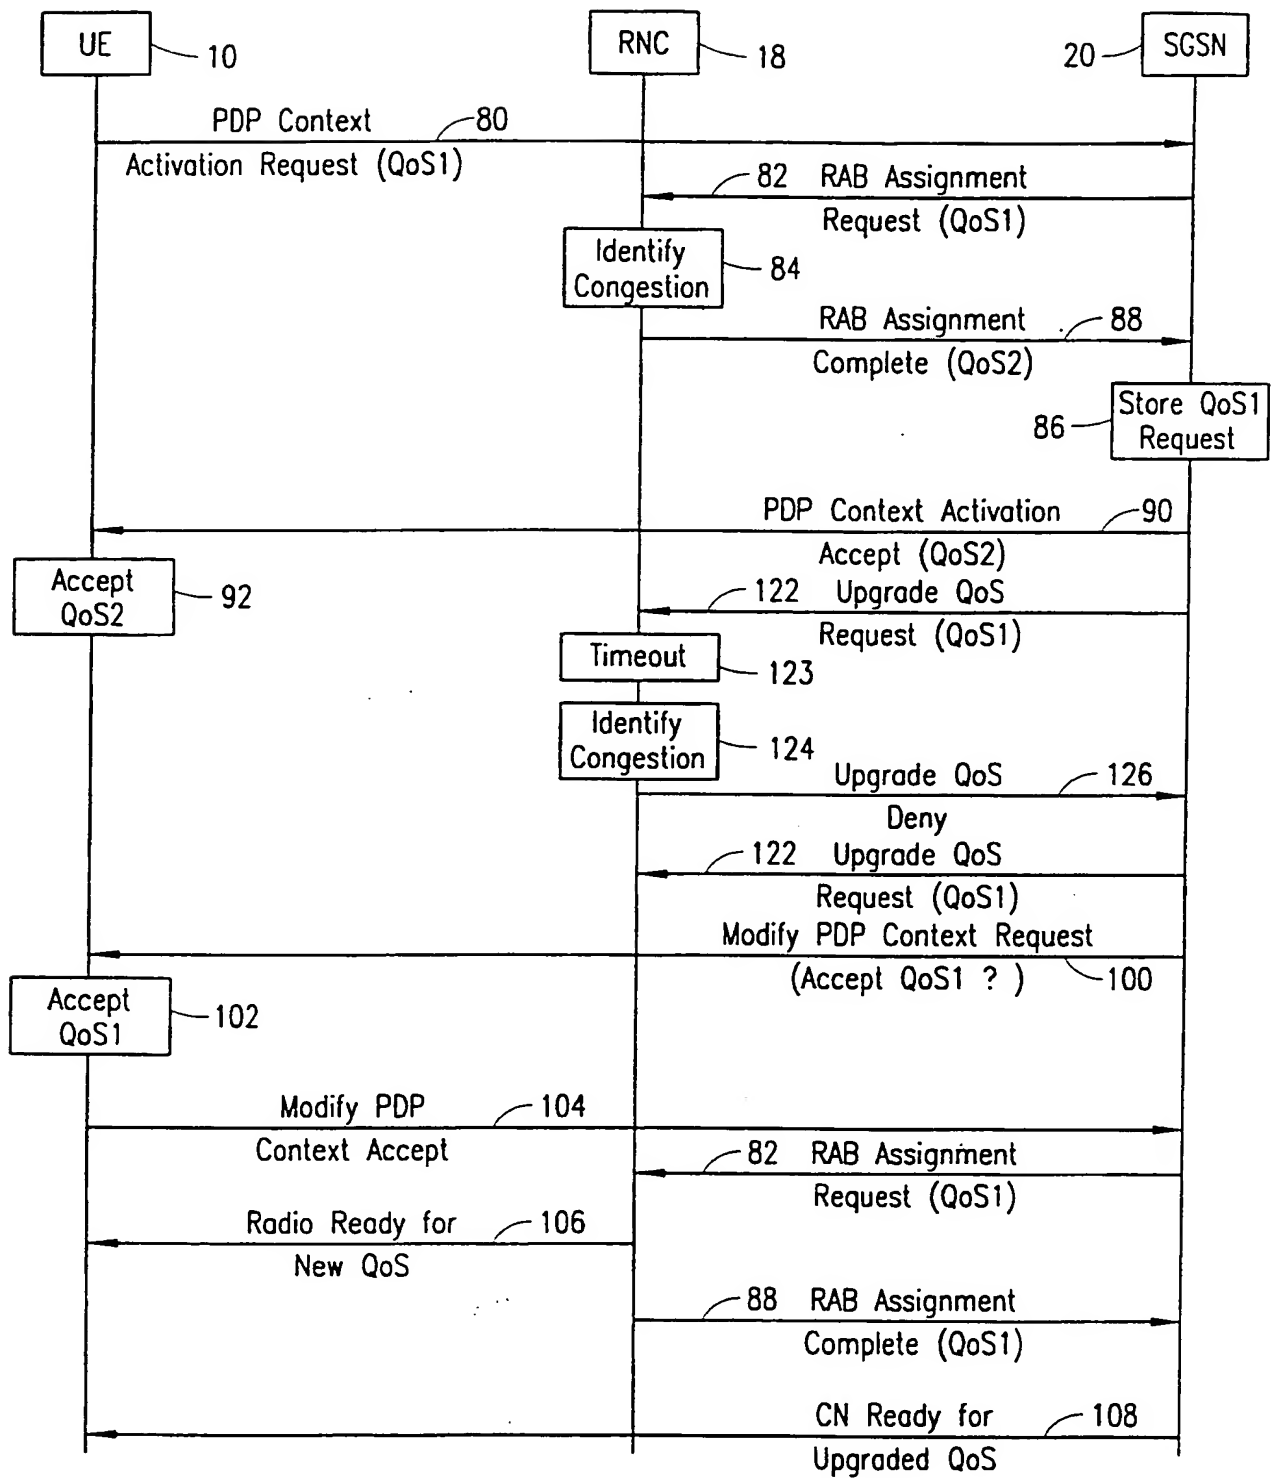 UE
10
RNC
18
20
SGSN
PDP Context
80
Activation Request (QoS1)
82 RAB Assignment
Request (QoS1)
Identify
Congestion
84
RAB Assignment
88
Complete (QoS2)
Store QoS1
Request
86
PDP Context Activation
90
Accept (QoS2)
Accept
QoS2
92
122 Upgrade QoS
Request (QoS1)
Timeout
123
Identify
Congestion
124
Upgrade QoS
126
Deny
122 Upgrade QoS
Request (QoS1)
Modify PDP Context Request
(Accept QoS1 ? )
100
Accept
QoS1
102
Modify PDP
104
Context Accept
82 RAB Assignment
Request (QoS1)
Radio Ready for
106
New QoS
88 RAB Assignment
Complete (QoS1)
CN Ready for
108
Upgraded QoS